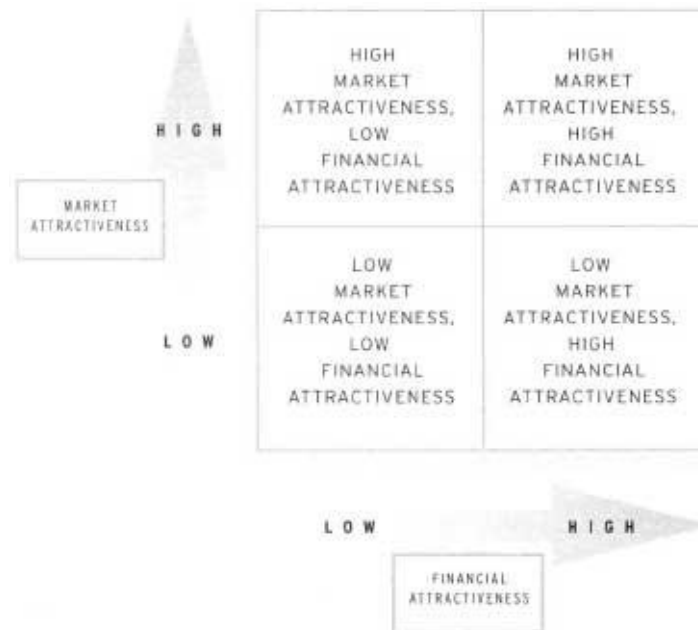 HIGH
MARKET
ATTRACTIVENESS,
LOW
FINANCIAL
ATTRACTIVENESS
HIGH
MARKET
ATTRACTIVENESS,
HIGH
FINANCIAL
ATTRACTIVENESS
HIGH
MARKET
ATTRACTIVENESS
LOW
MARKET
ATTRACTIVENESS,
LOW
FINANCIAL
ATTRACTIVENESS
LOW
MARKET
ATTRACTIVENESS,
HIGH
FINANCIAL
ATTRACTIVENESS
LOW
LOW
HIGH
FINANCIAL
ATTRACTIVENESS